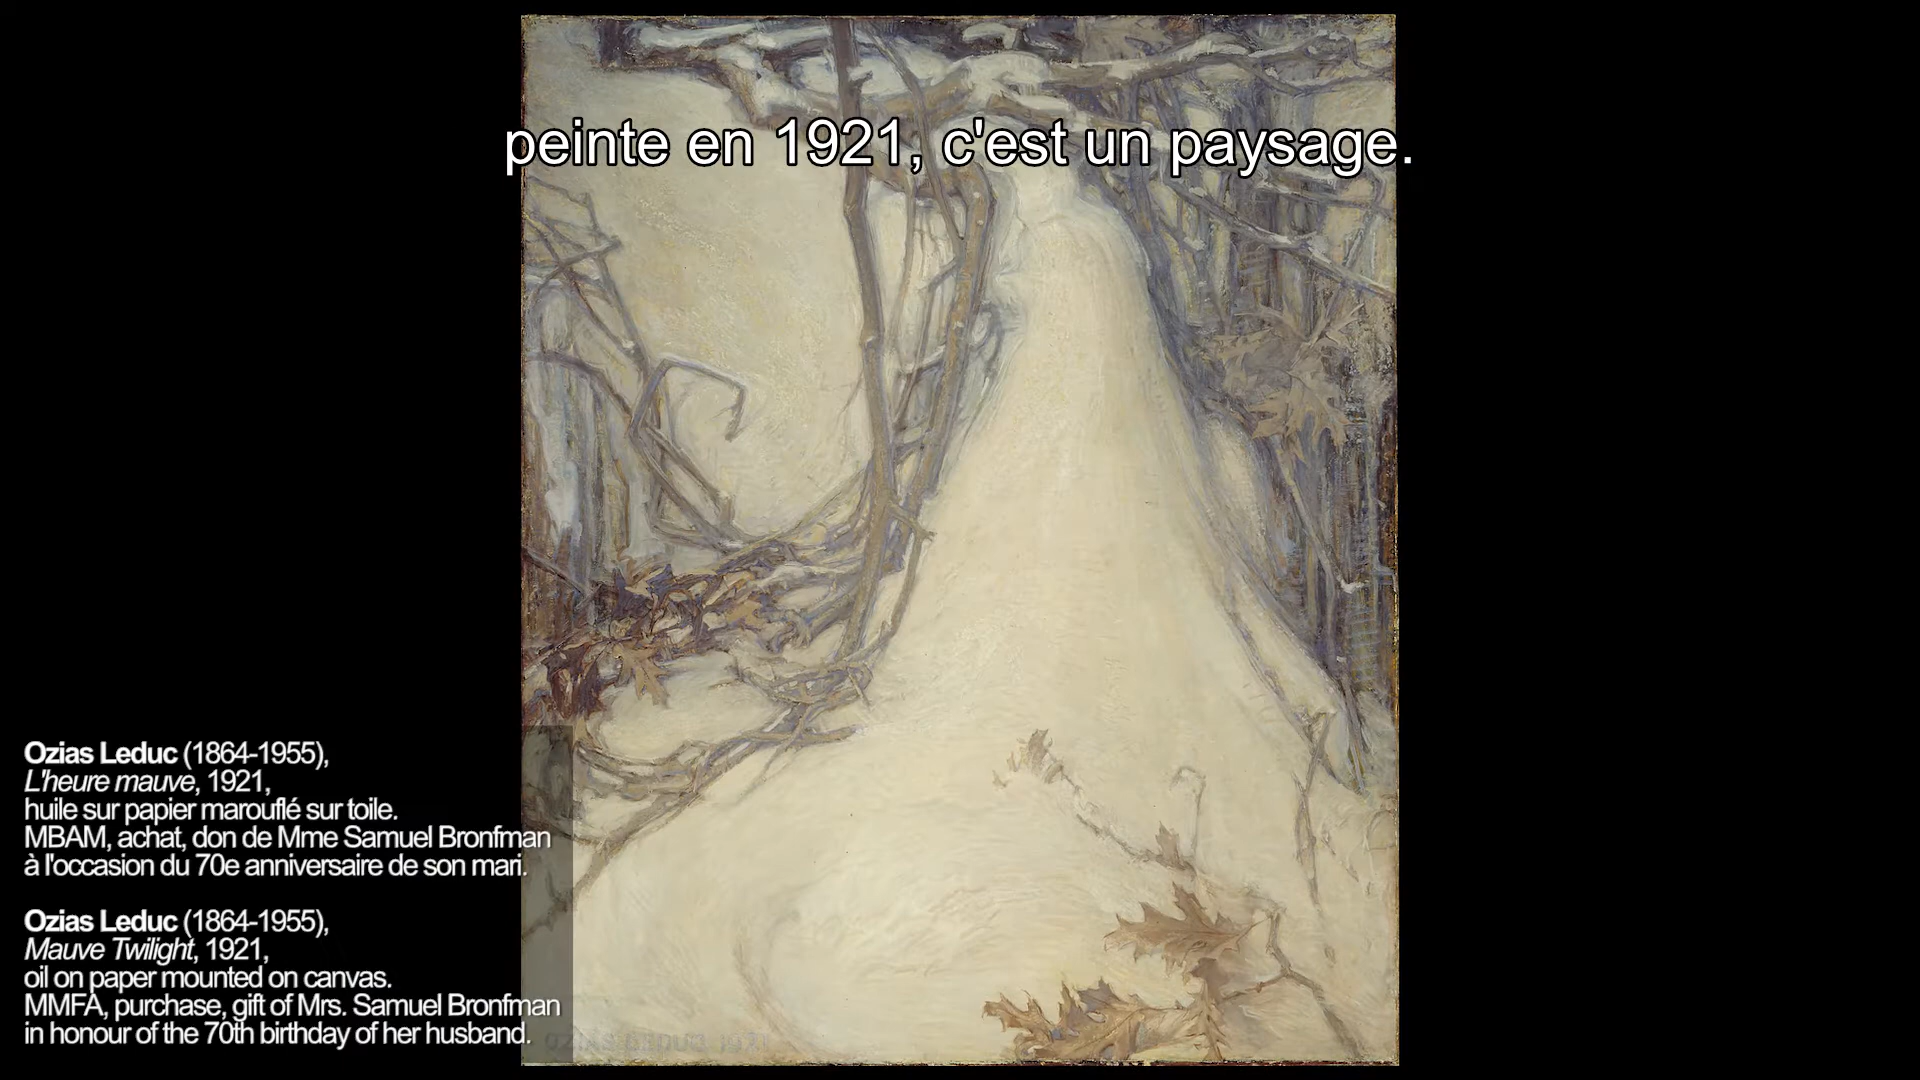 peinte en 1921, c'est un paysage.
Ozias Leduc (1864-1955),
L'heure mauve, 1921,
huile sur papier marouflé sur toile.
MBAM, achat, don de Mme Samuel Bronfman
à l'occasion du 70e anniversaire de son mari.
Ozias Leduc (1864-1955),
Mauve Twilight, 1921,
oil on paper mounted on canvas.
MMFA, purchase, gift of Mrs. Samuel Bronfman
in honour of the 70th birthday of her husband.
OZIAS LEDUC 1921